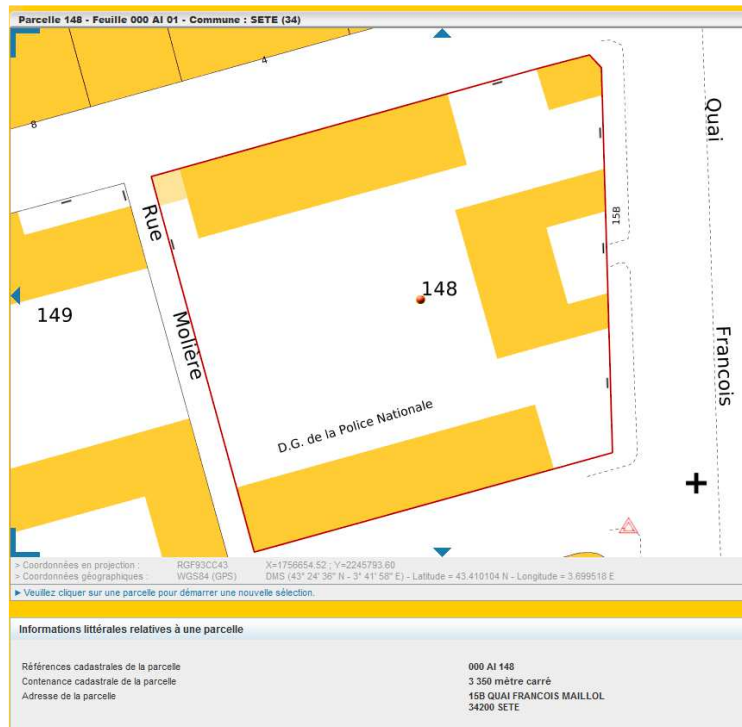 Parcelle 148 - Feuille 000 AI 01 - Commune : SETE (34)
4
8
Quai
Rue
15B
148
149
Molière
Francois
D.G. de la Police Nationale
> Coordonnées en projection : RGF93CC43 X=1756654.52 ; Y=2245793.60
> Coordonnées géographiques : WGS84 (GPS) DMS (43° 24' 36" N - 3° 41' 58" E) - Latitude = 43.410104 N - Longitude = 3.699518 E
► Veuillez cliquer sur une parcelle pour démarrer une nouvelle sélection.
Informations littérales relatives à une parcelle
Références cadastrales de la parcelle 000 AI 148
Contenance cadastrale de la parcelle 3 350 mètre carré
Adresse de la parcelle 15B QUAI FRANCOIS MAILLOL
34200 SETE